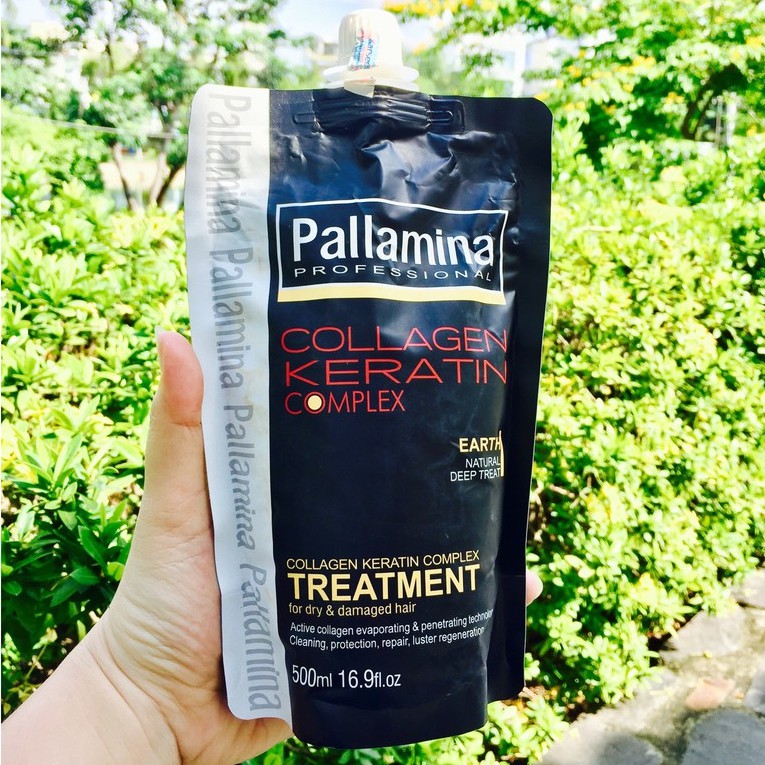 Pallamina Pallamina Pallamina Pallamina Pallamina
Pallamina
PROFESSIONAL
COLLAGEN
KERATIN
COMPLEX
EARTH
NATURAL
DEEP TREAT
COLLAGEN KERATIN COMPLEX
TREATMENT
for dry & damaged hair
Active collagen evaporating & penetrating
Cleaning, protection, repair, luster regeneration
500ml 16.9fl.oz